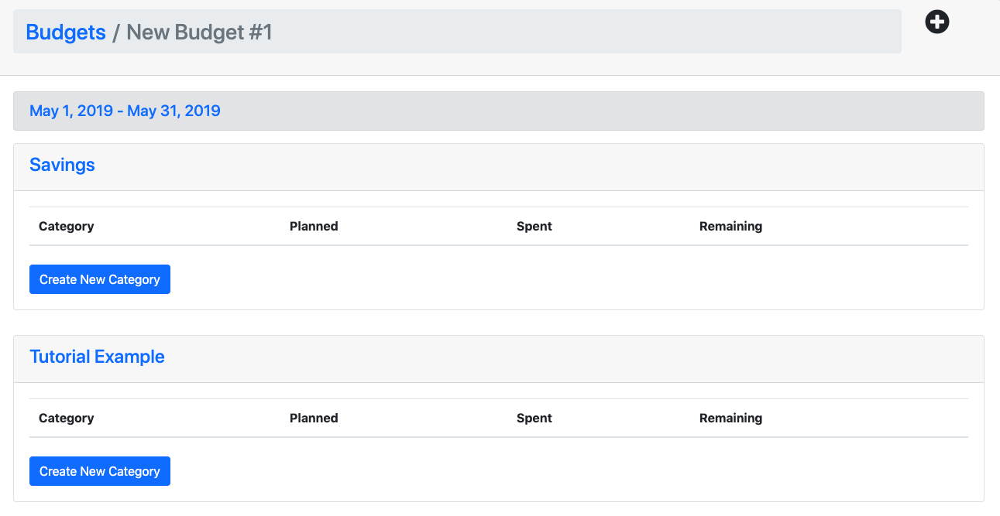 Budgets / New Budget #1
May 1, 2019 - May 31, 2019
Savings
Category Planned Spent Remaining
Create New Category
Tutorial Example
Category Planned Spent Remaining
Create New Category